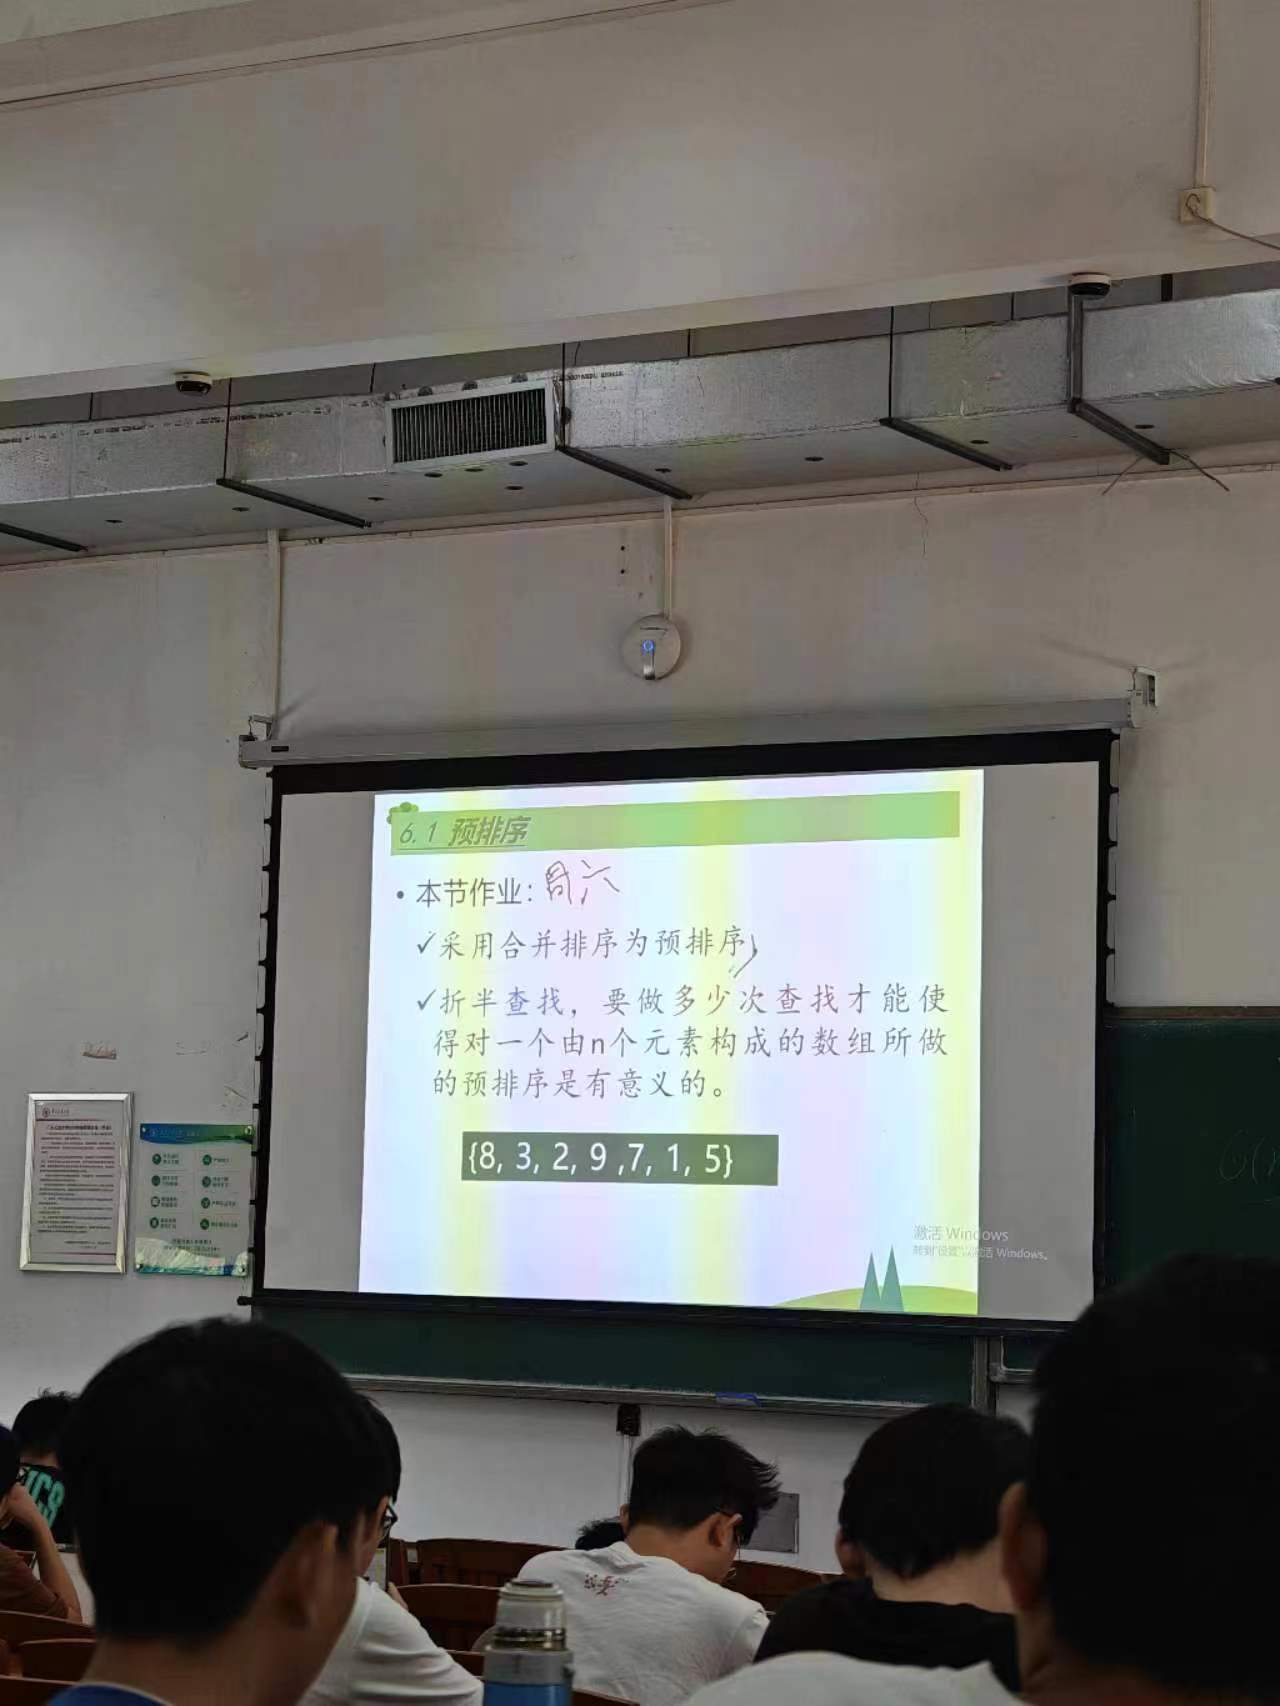 6.1 预排序
• 本节作业: 周六
✓采用合并排序为预排序,
✓折半查找，要做多少次查找才能使
得对一个由n个元素构成的数组所做
的预排序是有意义的。
{8, 3, 2, 9 ,7, 1, 5}
激活 Windows
转到"设置"以激活 Windows。